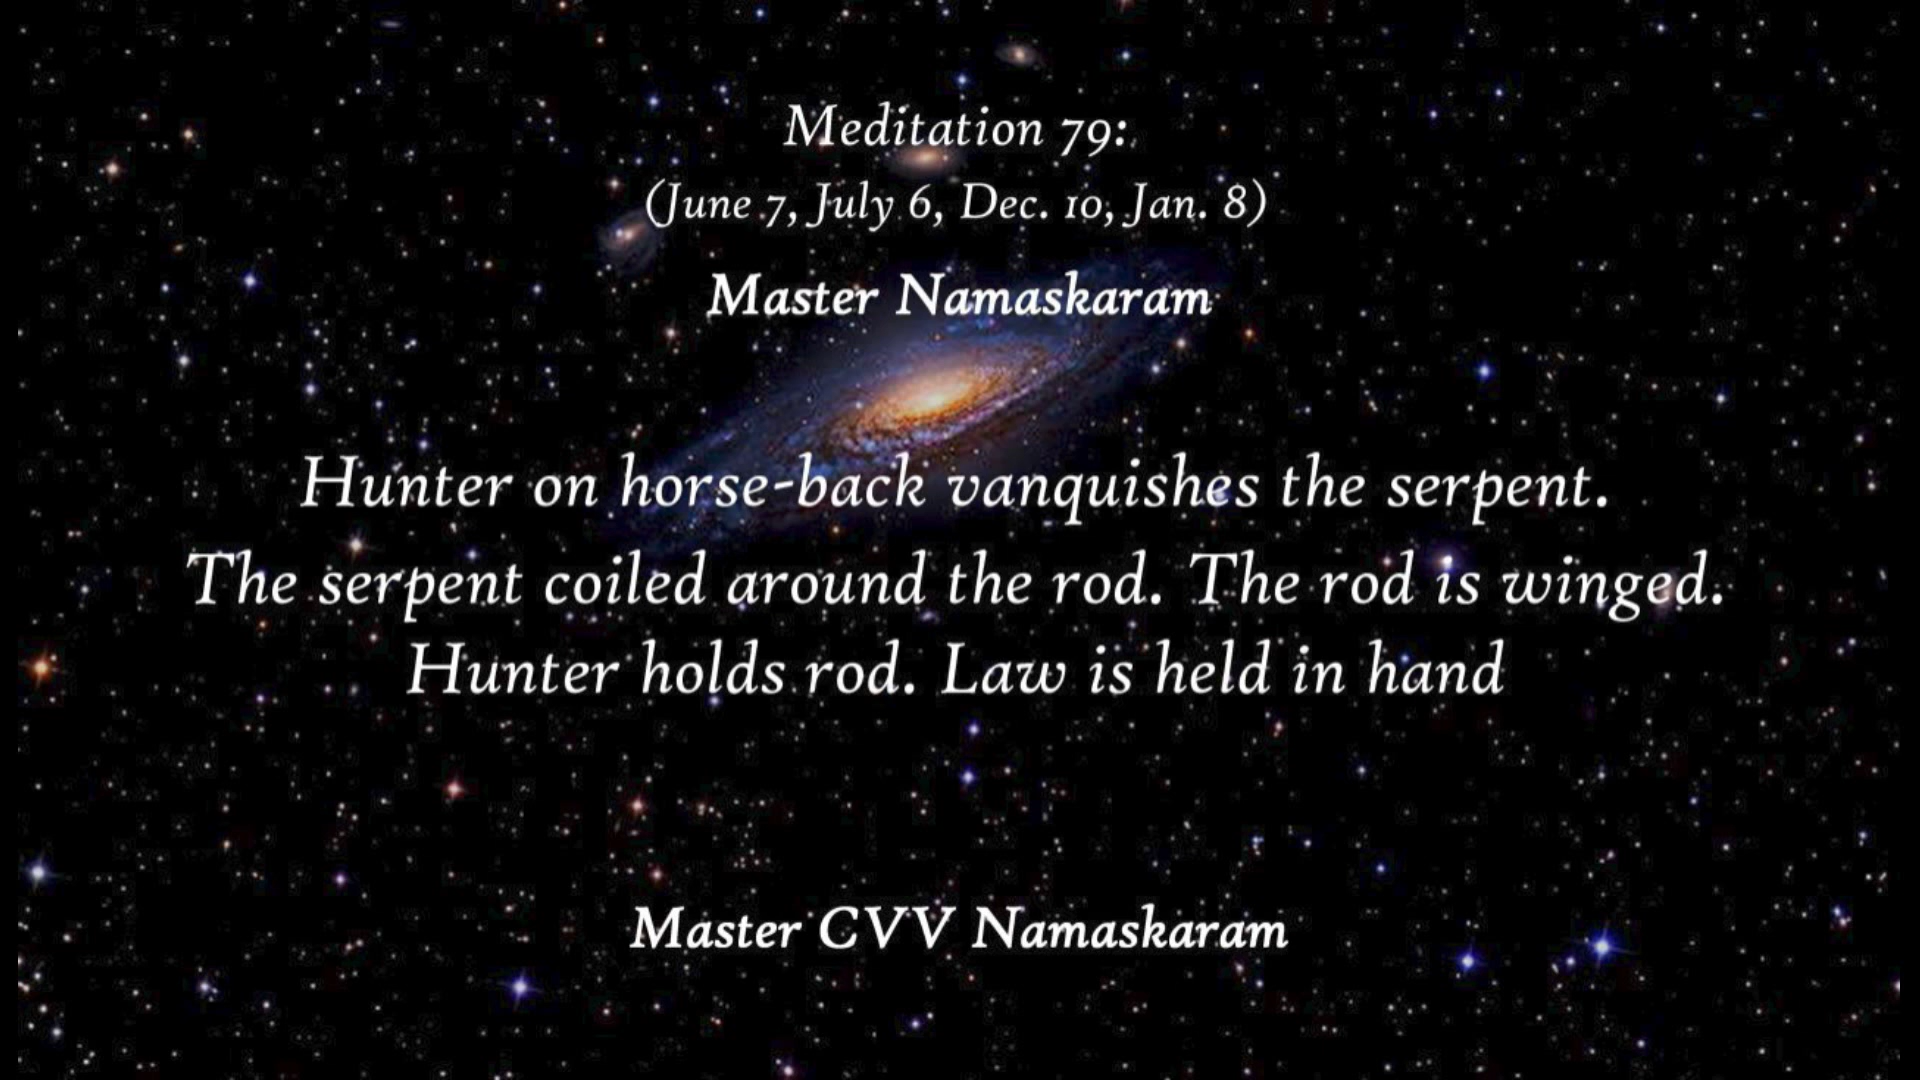 Meditation 79:
(June 7, July 6, Dec. 10, Jan. 8)
Master Namaskaram
Hunter on horse-back vanquishes the serpent.
The serpent coiled around the rod. The rod is winged.
Hunter holds rod. Law is held in hand
Master CVV Namaskaram